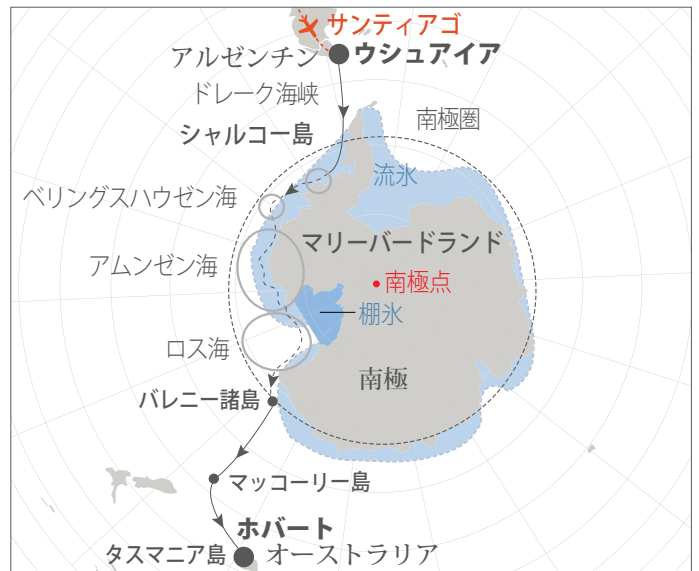 サンティアゴ
アルゼンチン
ウシュアイア
ドレーク海峡
南極圏
シャルコー島
流氷
ベリングスハウゼン海
マリーバードランド
アムンゼン海
南極点
棚氷
ロス海
南極
バレニー諸島
マッコーリー島
ホバート
タスマニア島
オーストラリア